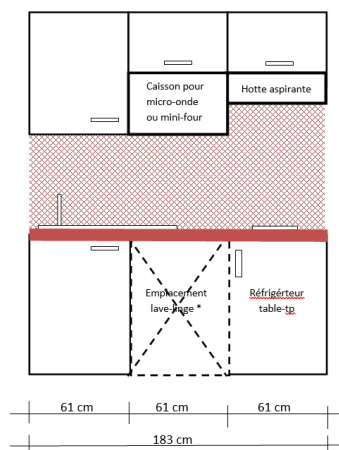 Caisson pour
micro-onde
ou mini-four
Hotte aspirante
Emplacement
lave-linge *
Réfrigérteur
table-tp
61 cm
61 cm
61 cm
183 cm